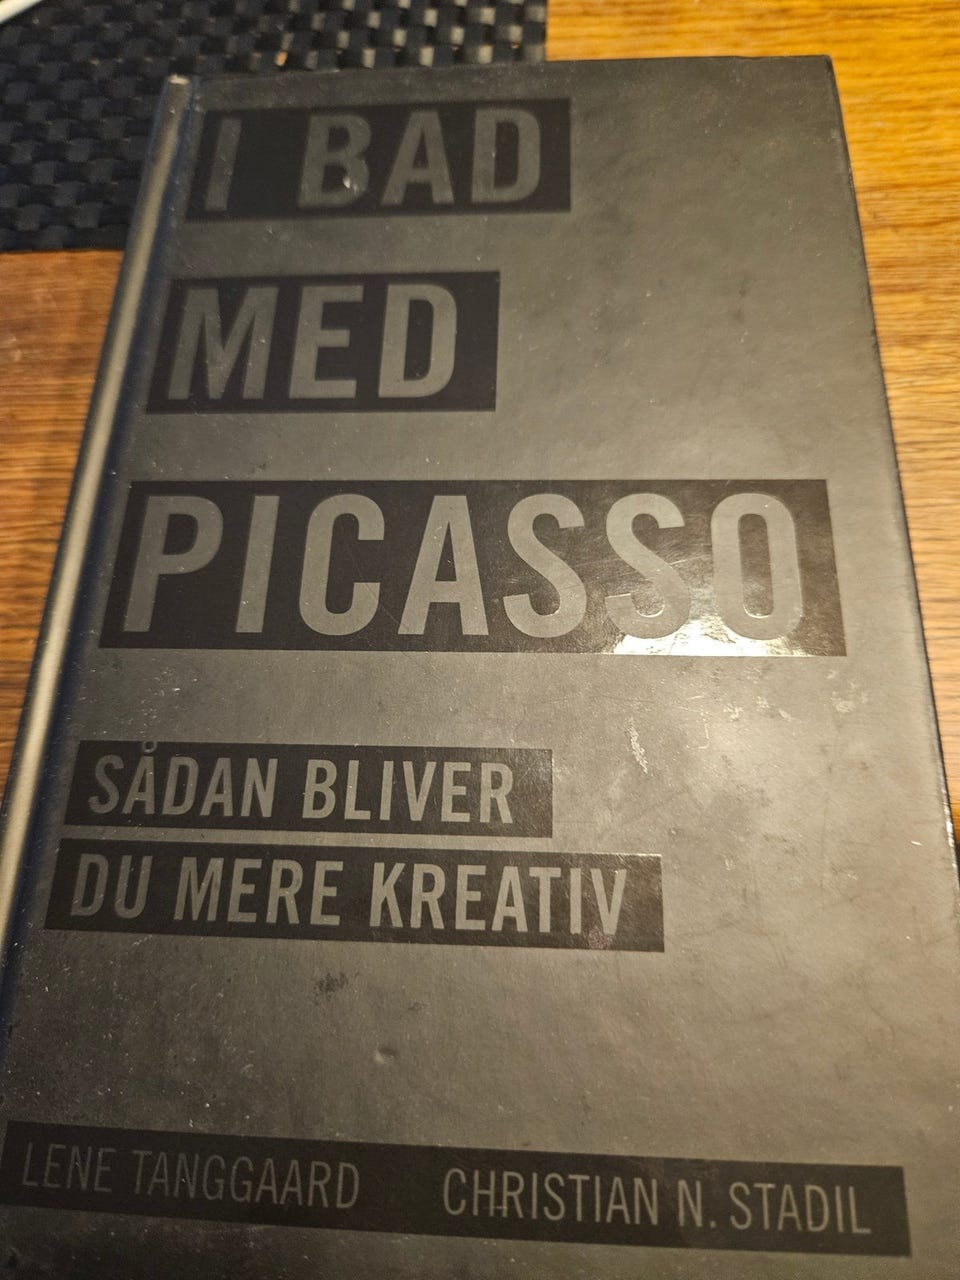 I BAD
MED
PICASSO
SÅDAN BLIVER
DU MERE KREATIV
LENE TANGGAARD CHRISTIAN N. STADIL